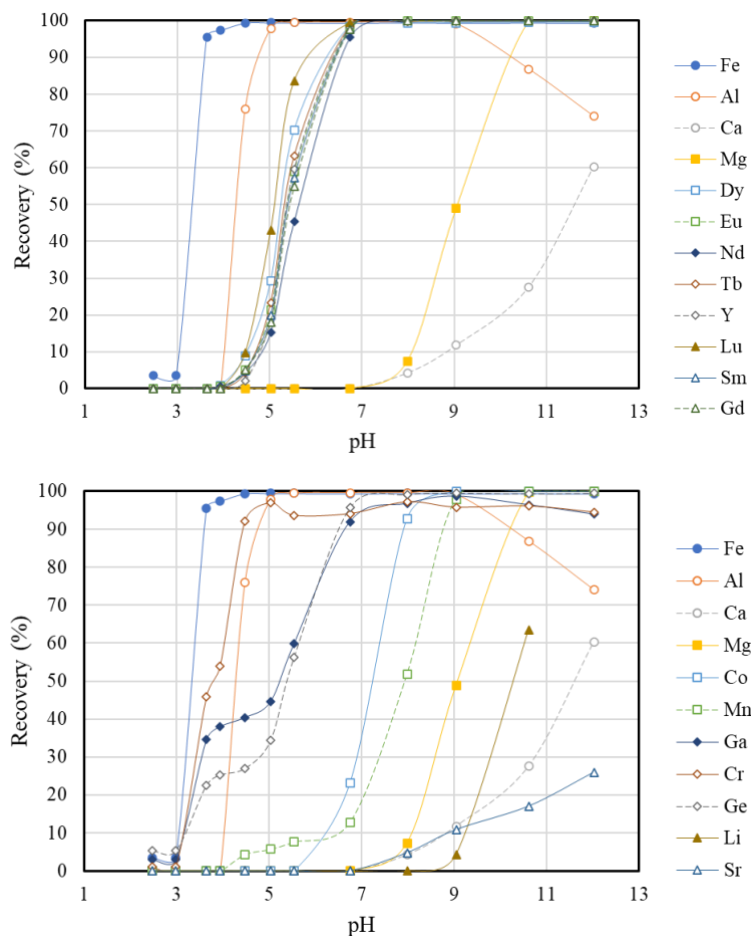 100
90
80
70
60
50
40
30
20
10
0
Recovery (%)
1 3 5 7 9 11 13
pH
Fe
Al
Ca
Mg
Dy
Eu
Nd
Tb
Y
Lu
Sm
Gd
100
90
80
70
60
50
40
30
20
10
0
Recovery (%)
1 3 5 7 9 11 13
pH
Fe
Al
Ca
Mg
Co
Mn
Ga
Cr
Ge
Li
Sr